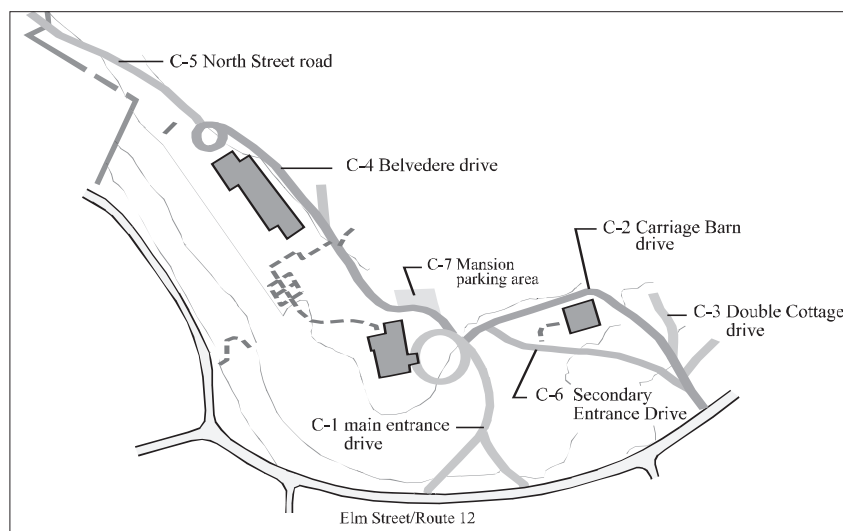 C-5 North Street road
C-4 Belvedere drive
C-2 Carriage Barn
drive
C-7 Mansion
parking area
C-3 Double Cottage
drive
C-6 Secondary
Entrance Drive
C-1 main entrance
drive
Elm Street/Route 12